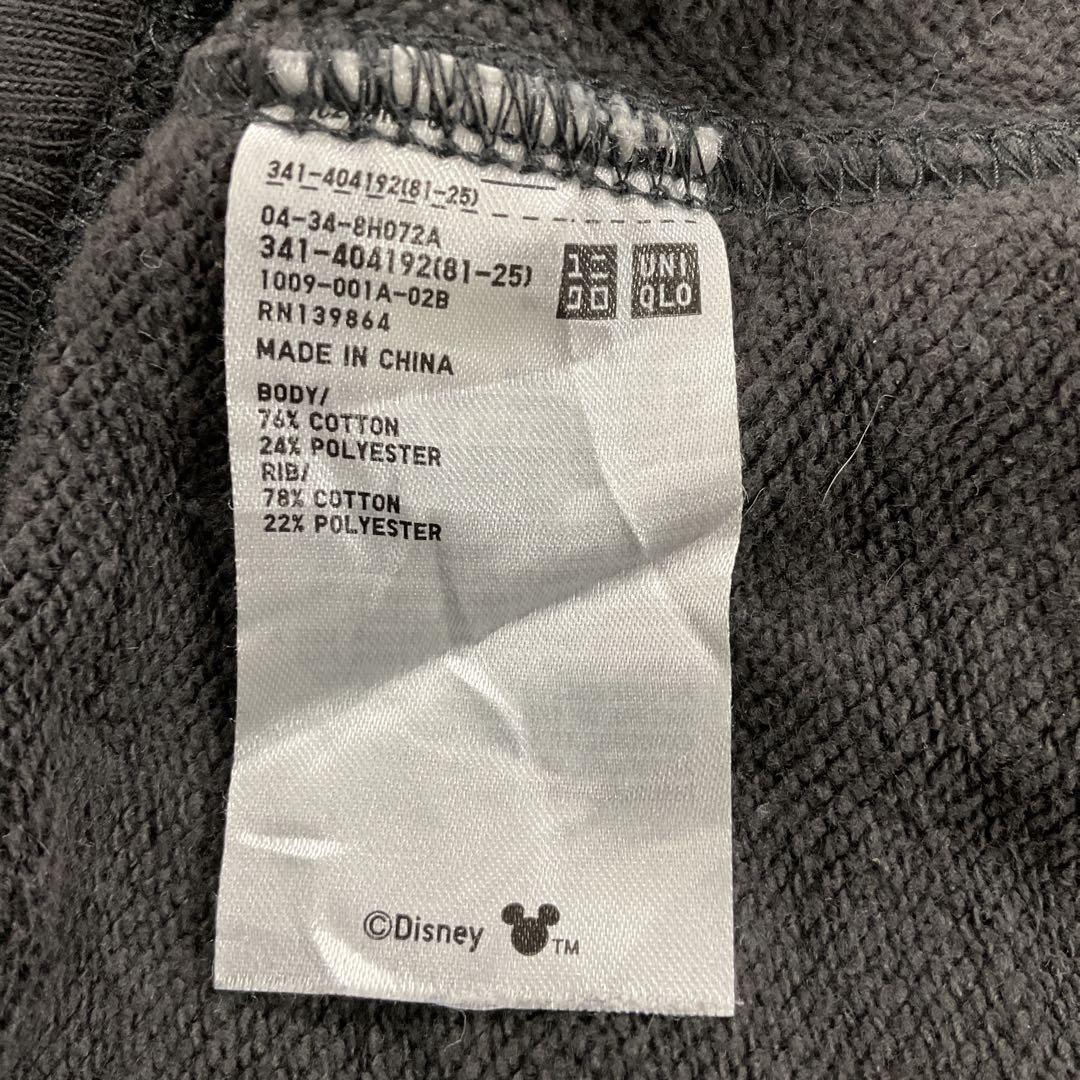 341-404192(81-25)
04-34-8H072A
341-404192(81-25)
1009-001A-02B
RN139864
MADE IN CHINA
BODY/
76% COTTON
24% POLYESTER
RIB/
78% COTTON
22% POLYESTER
ユニ
クロ
UNI
QLO
©Disney TM